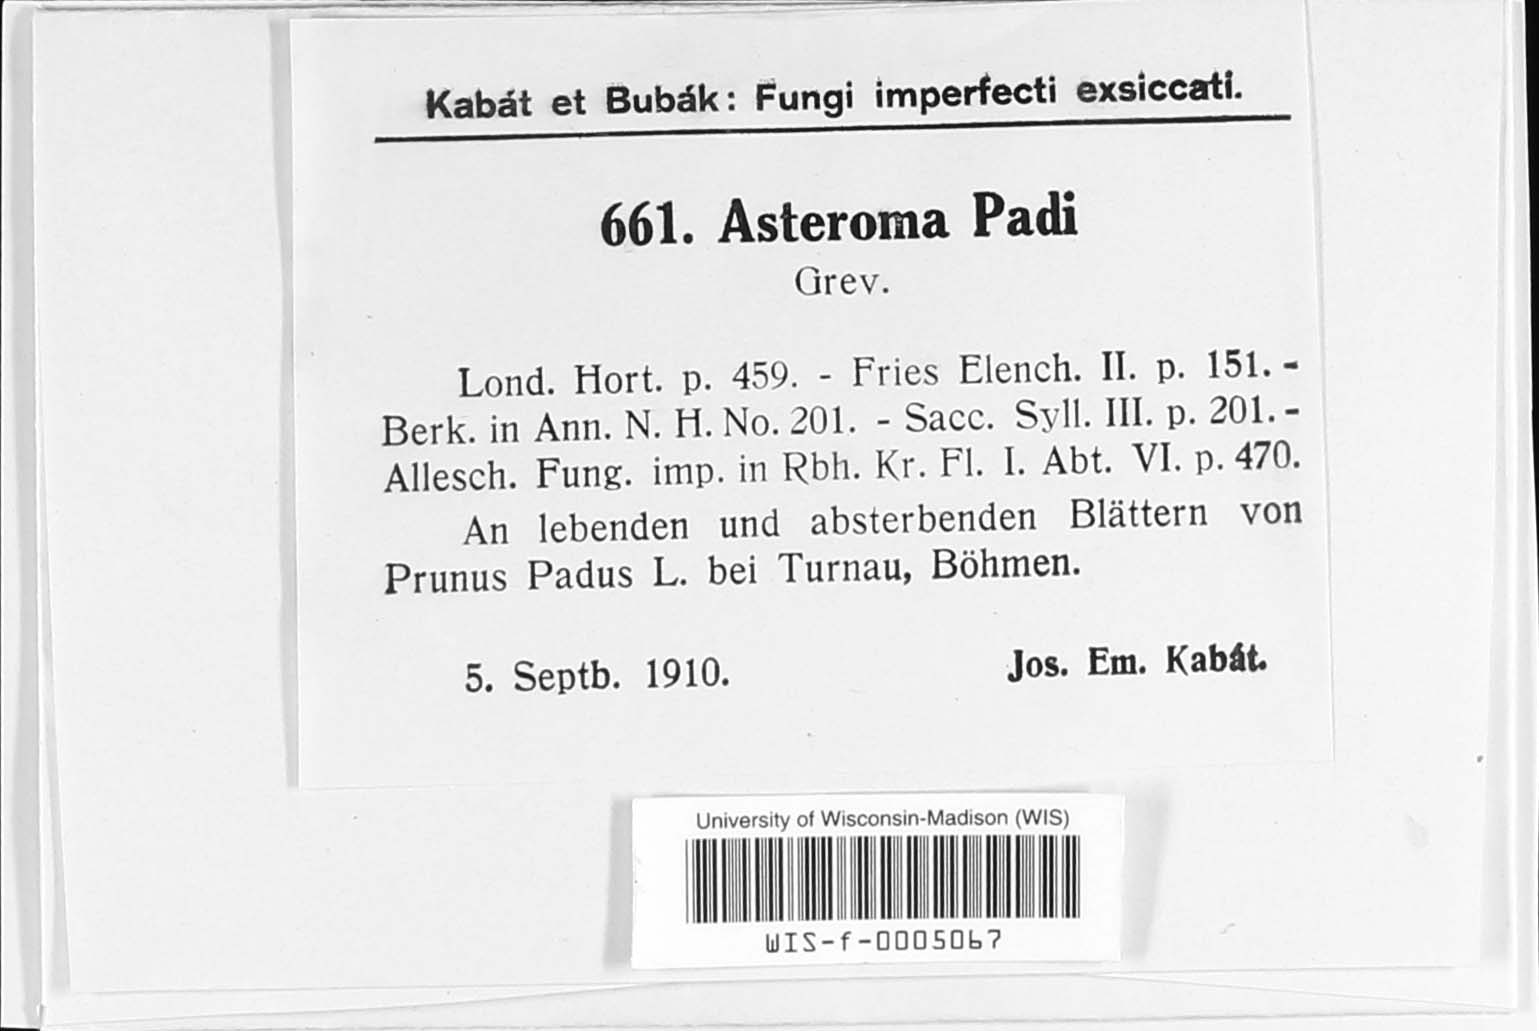 Kabát et Bubák: Fungi imperfecti exsiccati.
661. Asteroma Padi
Grev.
Lond. Hort. p. 459. - Fries Elench. II. p. 151. -
Berk. in Ann. N. H. No. 201. - Sacc. Syll. III. p. 201. -
Allesch. Fung. imp. in Rbh. Kr. Fl. I. Abt. VI. p. 470.
An lebenden und absterbenden Blättern von
Prunus Padus L. bei Turnau, Böhmen.
5. Septb. 1910. Jos. Em. Kabát.
University of Wisconsin-Madison (WIS)
WIS-f-0005067